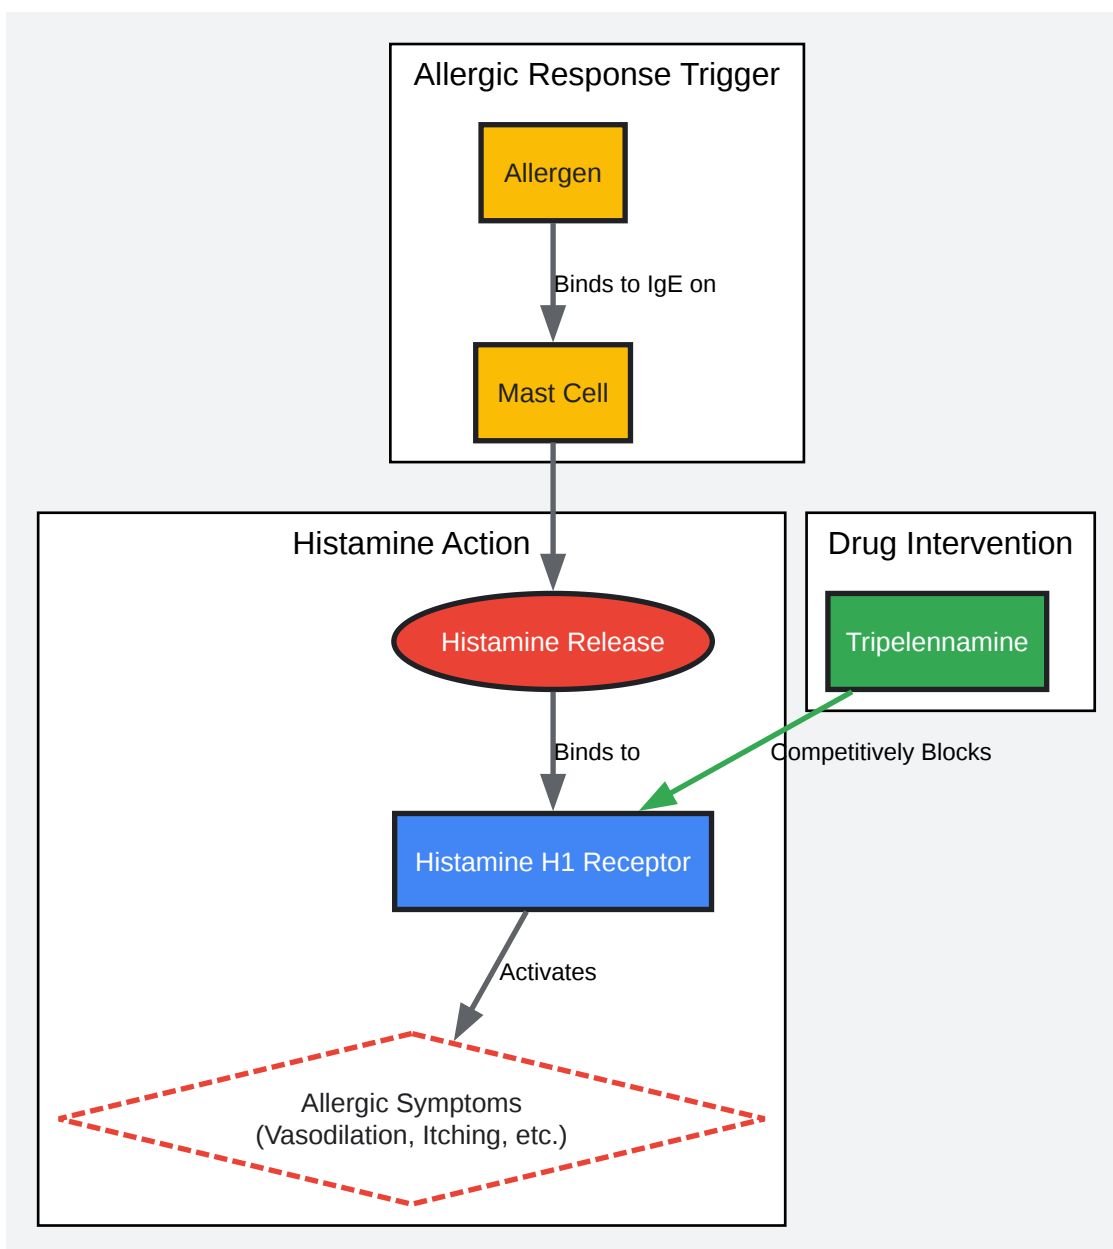 Allergic Response Trigger
Allergen
Binds to IgE on
Mast Cell
Histamine Action
Drug Intervention
Histamine Release
Tripelennamine
Binds to
Competitively Blocks
Histamine H1 Receptor
Activates
Allergic Symptoms
(Vasodilation, Itching, etc.)